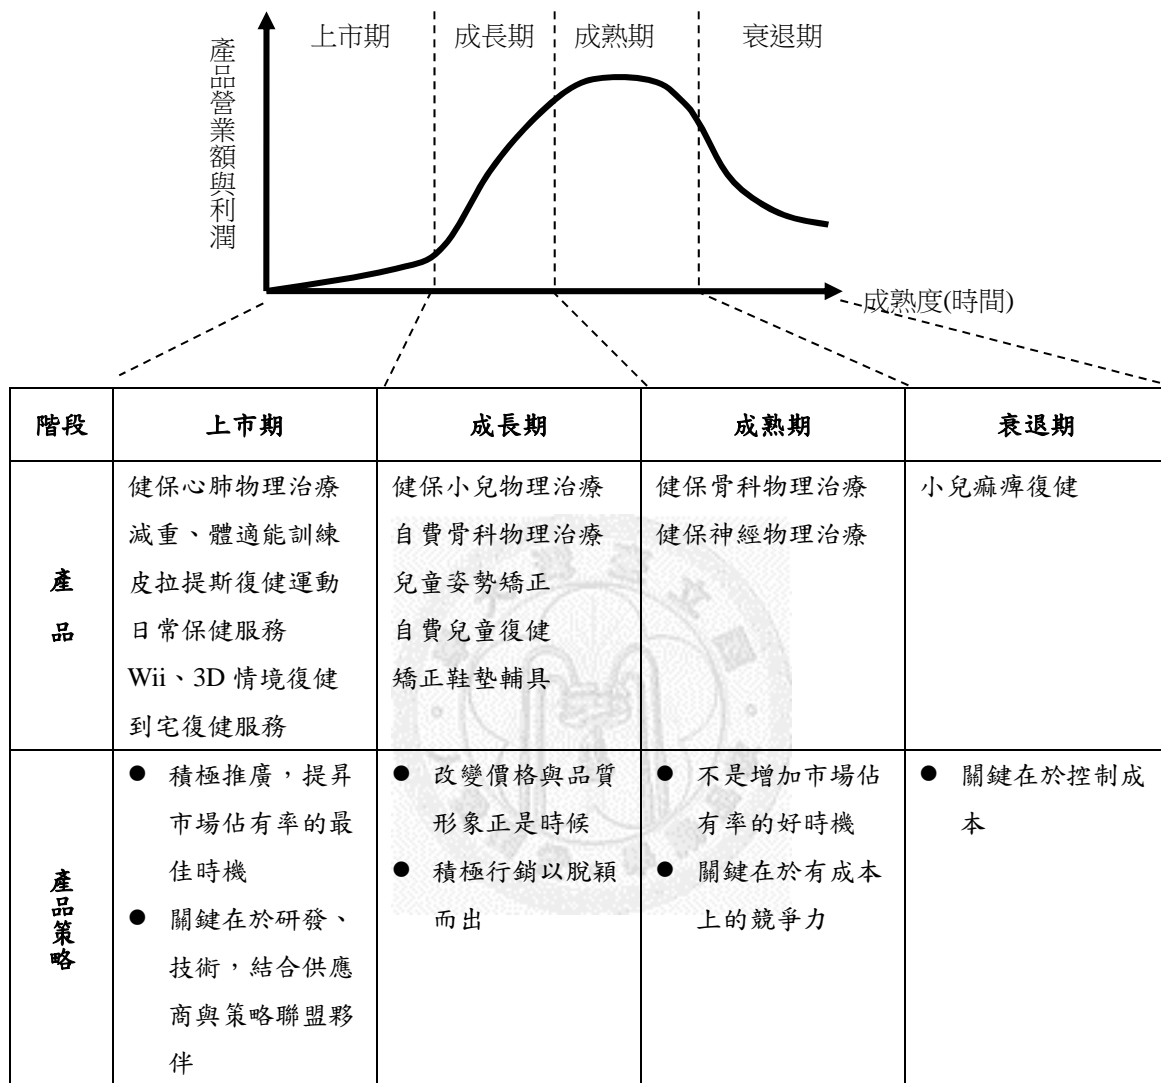 產品營業額與利潤
上市期
成長期
成熟期
衰退期
成熟度(時間)
階段
上市期
成長期
成熟期
衰退期
產品
健保心肺物理治療
減重、體適能訓練
皮拉提斯復健運動
日常保健服務
Wii、3D 情境復健
到宅復健服務
健保小兒物理治療
自費骨科物理治療
兒童姿勢矯正
自費兒童復健
矯正鞋墊輔具
健保骨科物理治療
健保神經物理治療
小兒痲痺復健
產品策略
● 積極推廣，提昇
市場佔有率的最
佳時機
● 關鍵在於研發、
技術，結合供應
商與策略聯盟夥
伴
● 改變價格與品質
形象正是時候
● 積極行銷以脫穎
而出
● 不是增加市場佔
有率的好時機
● 關鍵在於有成本
上的競爭力
● 關鍵在於控制成
本